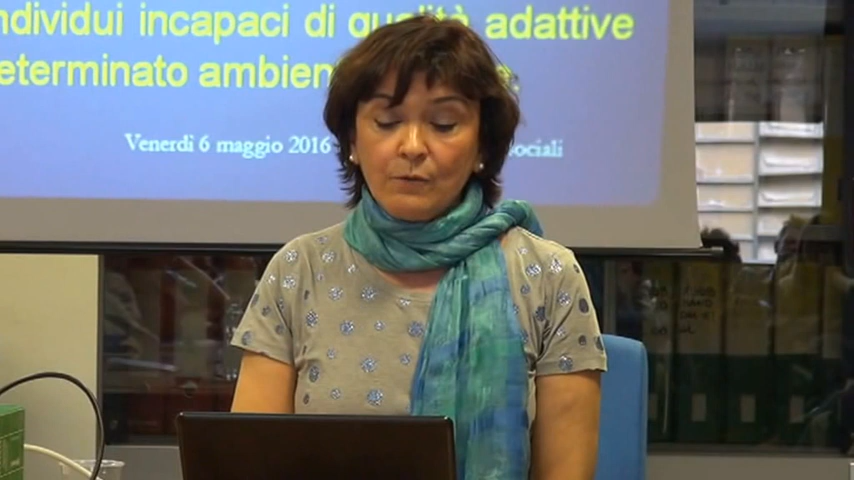 ndividui incapaci di qualità adattive
eterminato ambien
Venerdì 6 maggio 2016 ociali